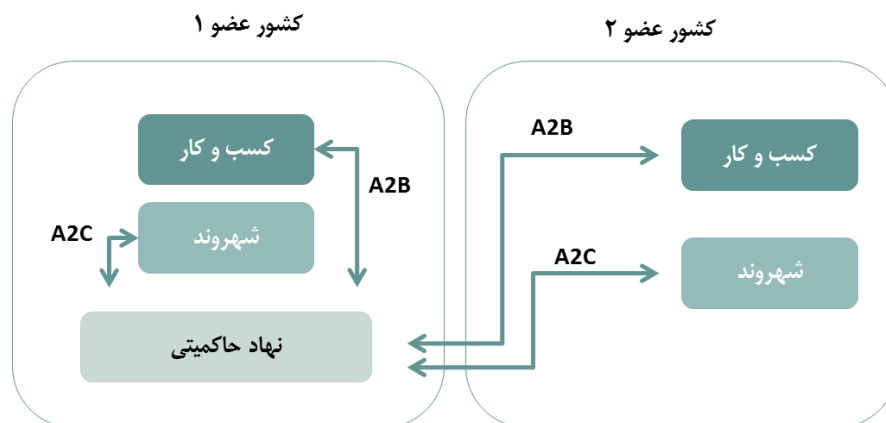 کشور عضو ۱
کشور عضو ۲
کسب و کار
A2B
شهروند
A2C
نهاد حاکمیتی
A2B
کسب و کار
A2C
شهروند